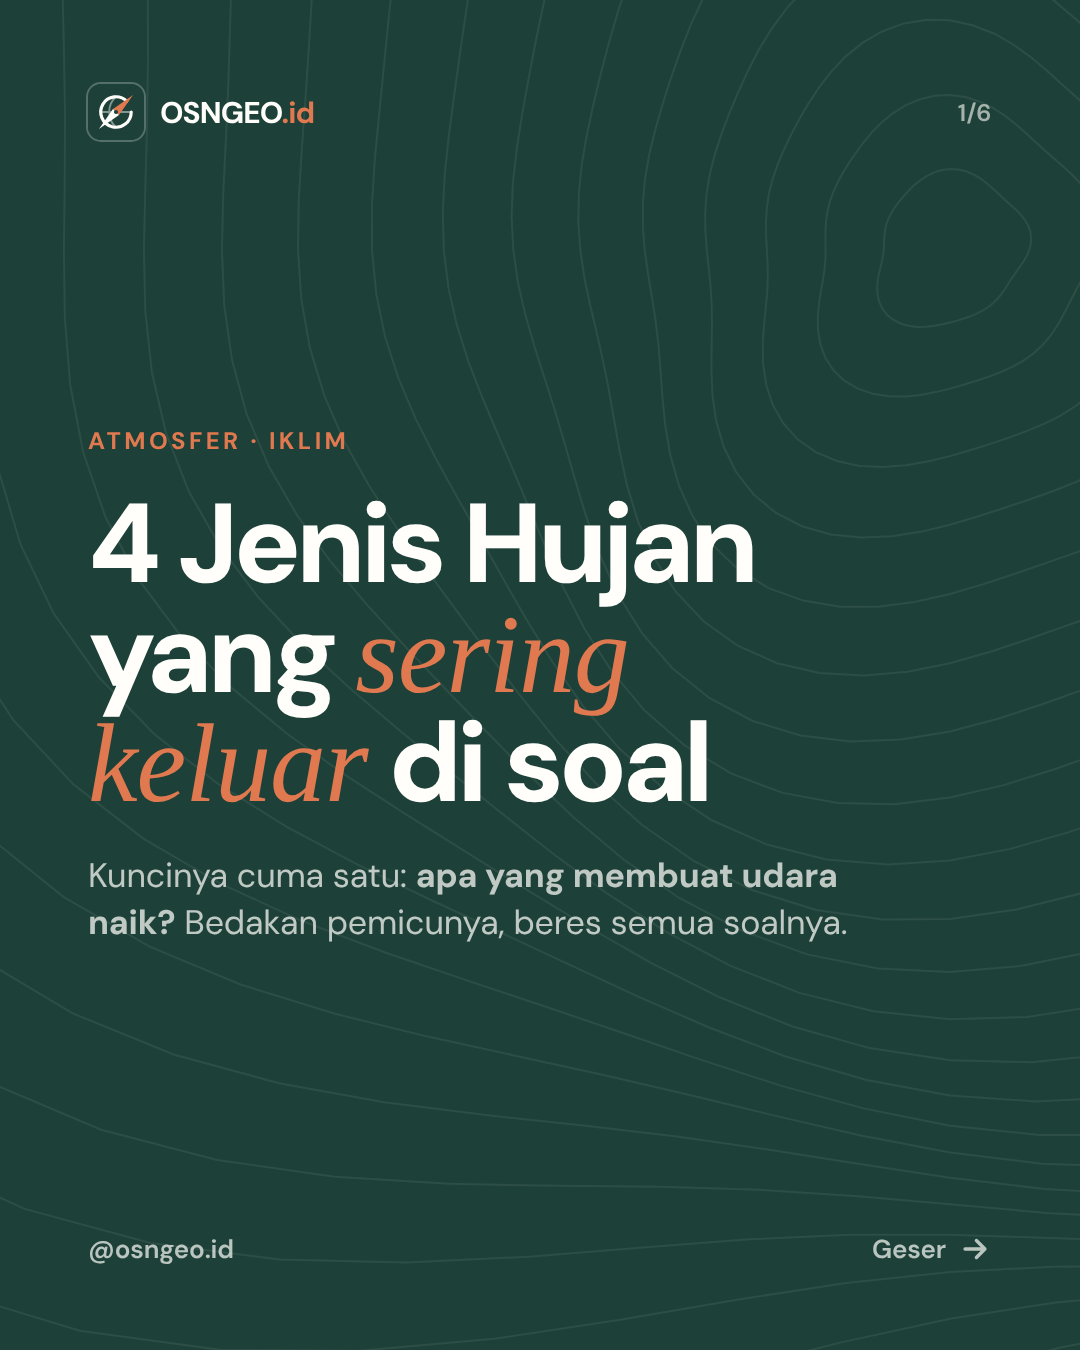 OSNGEO.id
1/6
ATMOSFER · IKLIM
4 Jenis Hujan
yang sering
keluar di soal
Kuncinya cuma satu: apa yang membuat udara
naik? Bedakan pemicunya, beres semua soalnya.
@osngeo.id
Geser →